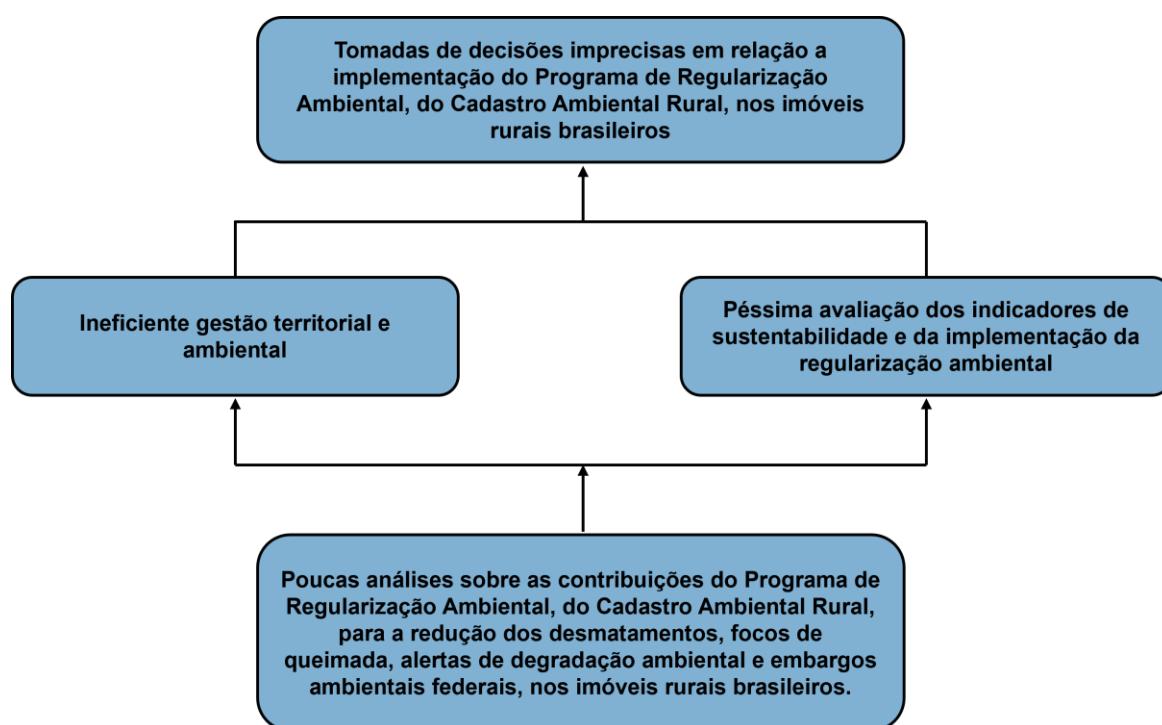 Tomadas de decisões imprecisas em relação a
implementação do Programa de Regularização
Ambiental, do Cadastro Ambiental Rural, nos imóveis
rurais brasileiros
Ineficiente gestão territorial e
ambiental
Péssima avaliação dos indicadores de
sustentabilidade e da implementação da
regularização ambiental
Poucas análises sobre as contribuições do Programa de
Regularização Ambiental, do Cadastro Ambiental Rural,
para a redução dos desmatamentos, focos de
queimada, alertas de degradação ambiental e embargos
ambientais federais, nos imóveis rurais brasileiros.